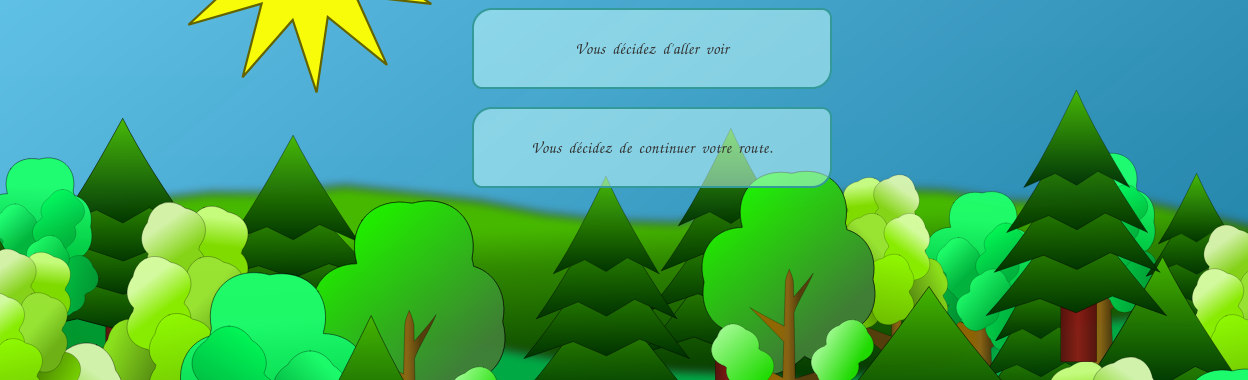 Vous décidez d'aller voir
Vous décidez de continuer votre route.